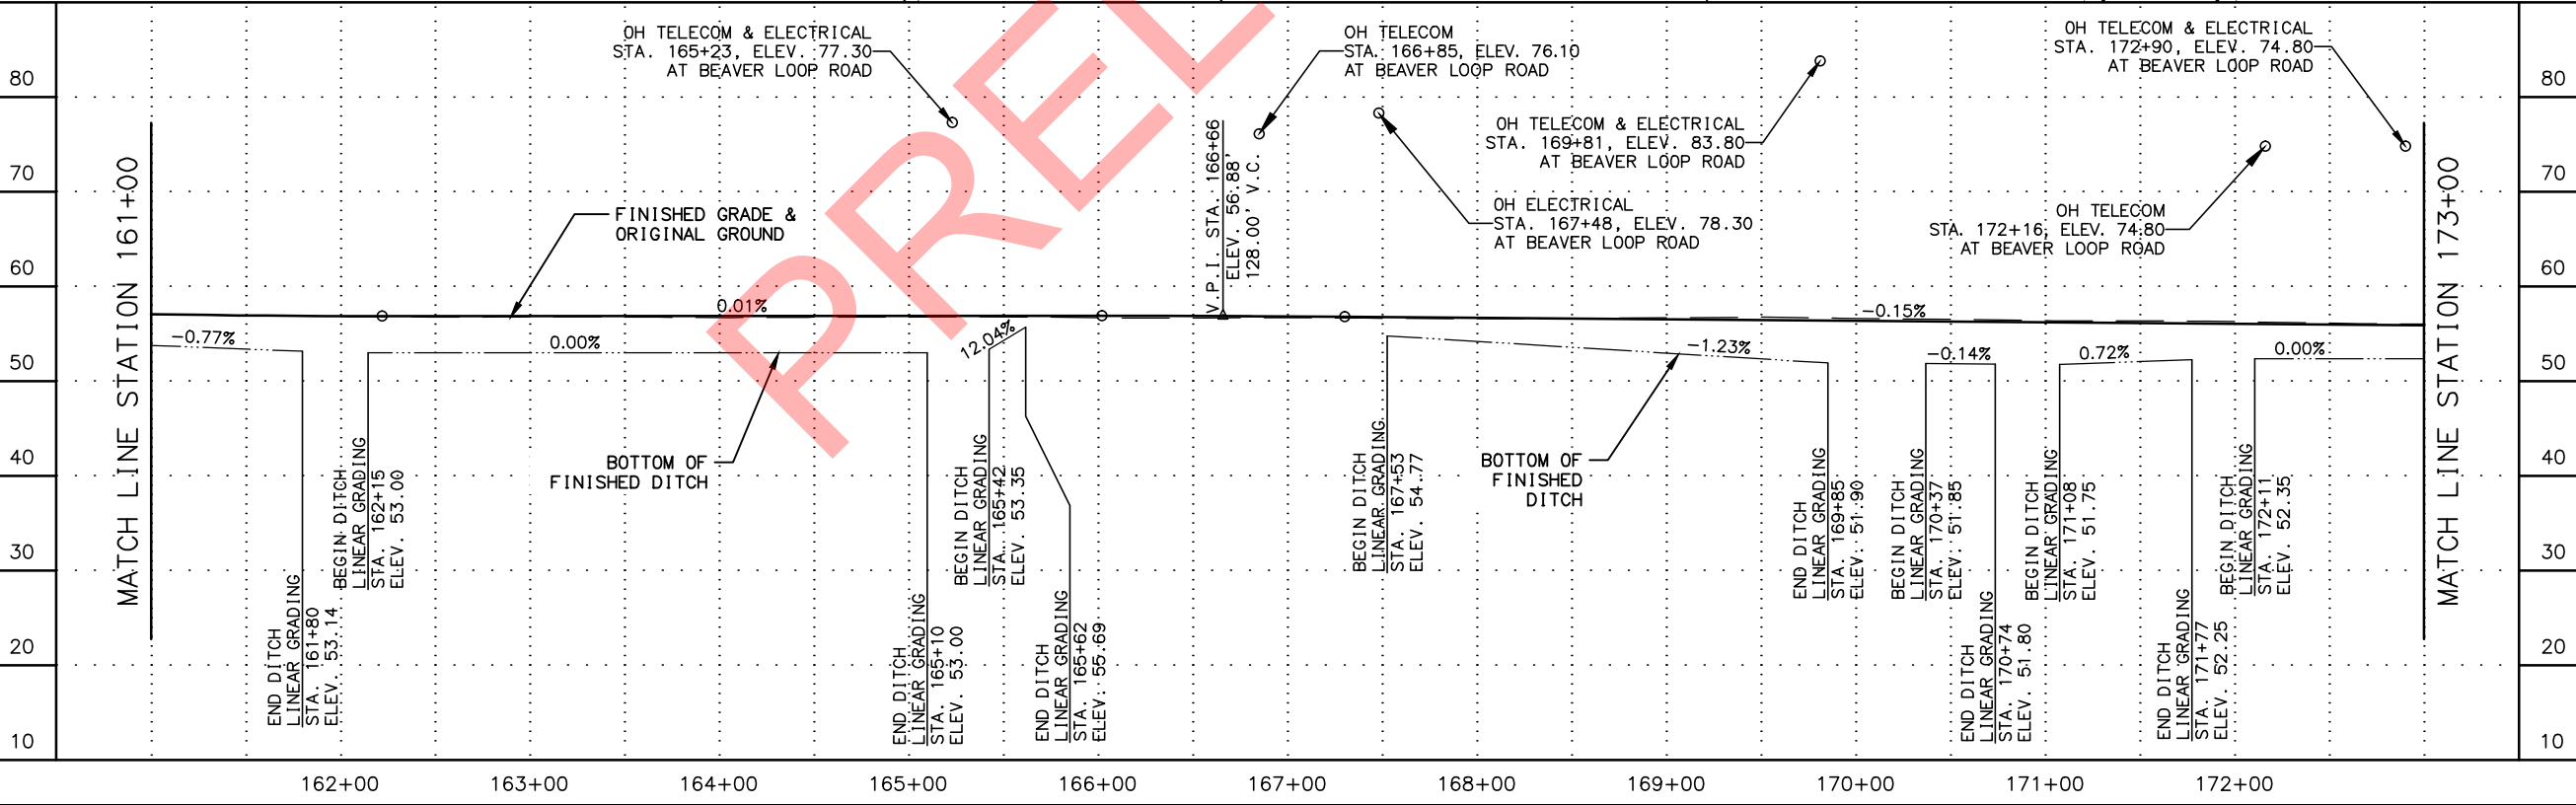 OH TELECOM & ELECTRICAL
STA. 165+23, ELEV. 77.30
AT BEAVER LOOP ROAD
OH TELECOM
STA. 166+85, ELEV. 76.10
AT BEAVER LOOP ROAD
OH TELECOM & ELECTRICAL
STA. 172+90, ELEV. 74.80
AT BEAVER LOOP ROAD
OH TELECOM & ELECTRICAL
STA. 169+81, ELEV. 83.80
AT BEAVER LOOP ROAD
OH ELECTRICAL
STA. 167+48, ELEV. 78.30
AT BEAVER LOOP ROAD
OH TELECOM
STA. 172+16, ELEV. 74.80
AT BEAVER LOOP ROAD
80
70
60
50
40
30
20
10
MATCH LINE STATION 161+00
FINISHED GRADE &
ORIGINAL GROUND
V.P.I. STA. 166+66
ELEV. 56.88'
128.00' V.C.
PREL
0.01%
-0.15%
-0.77%
0.00%
12.04%
-1.23%
-0.14%
0.72%
0.00%
BOTTOM OF
FINISHED DITCH
BOTTOM OF
FINISHED
DITCH
END DITCH
LINEAR GRADING
STA. 161+80
ELEV. 53.14
BEGIN DITCH
LINEAR GRADING
STA. 162+15
ELEV. 53.00
END DITCH
LINEAR GRADING
STA. 165+10
ELEV. 53.00
BEGIN DITCH
LINEAR GRADING
STA. 165+42
ELEV. 53.35
END DITCH
LINEAR GRADING
STA. 165+62
ELEV. 55.69
BEGIN DITCH
LINEAR GRADING
STA. 167+53
ELEV. 54.77
END DITCH
LINEAR GRADING
STA. 169+85
ELEV. 51.90
BEGIN DITCH
LINEAR GRADING
STA. 170+37
ELEV. 51.85
END DITCH
LINEAR GRADING
STA. 170+74
ELEV. 51.80
BEGIN DITCH
LINEAR GRADING
STA. 171+08
ELEV. 51.75
END DITCH
LINEAR GRADING
STA. 171+77
ELEV. 52.25
BEGIN DITCH
LINEAR GRADING
STA. 172+11
ELEV. 52.35
MATCH LINE STATION 173+00
80
70
60
50
40
30
20
10
162+00
163+00
164+00
165+00
166+00
167+00
168+00
169+00
170+00
171+00
172+00